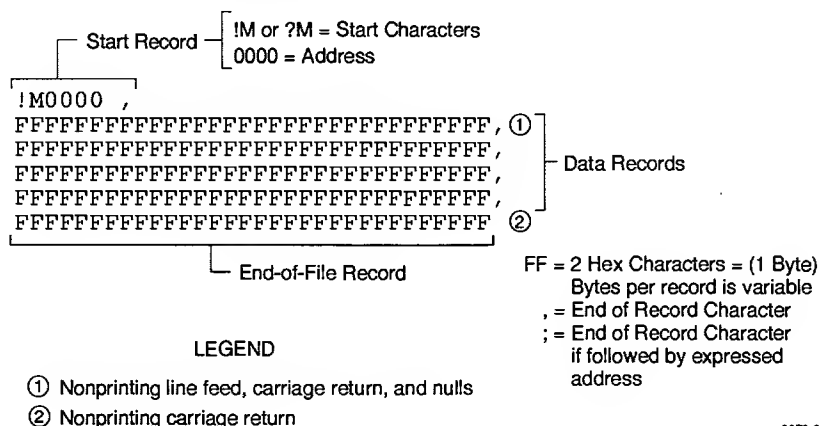 Start Record
!M or ?M = Start Characters
0000 = Address
!M0000 ,
FFFFFFFFFFFFFFFFFFFFFFFFFFFFFFFF, ①
FFFFFFFFFFFFFFFFFFFFFFFFFFFFFFFF,
FFFFFFFFFFFFFFFFFFFFFFFFFFFFFFFF,
FFFFFFFFFFFFFFFFFFFFFFFFFFFFFFFF,
FFFFFFFFFFFFFFFFFFFFFFFFFFFFFFFF ②
Data Records
End-of-File Record
FF = 2 Hex Characters = (1 Byte)
Bytes per record is variable
, = End of Record Character
; = End of Record Character
if followed by expressed
address
LEGEND
① Nonprinting line feed, carriage return, and nulls
② Nonprinting carriage return